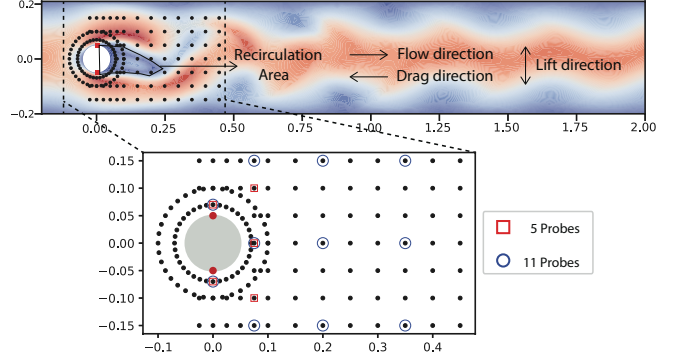 0.2
0.0
−0.2
Recirculation
Area
Flow direction
Drag direction
Lift direction
0.00 0.25 0.50 0.75 1.00 1.25 1.50 1.75 2.00
0.15
0.10
0.05
0.00
−0.05
−0.10
−0.15
−0.1 0.0 0.1 0.2 0.3 0.4
5 Probes
11 Probes